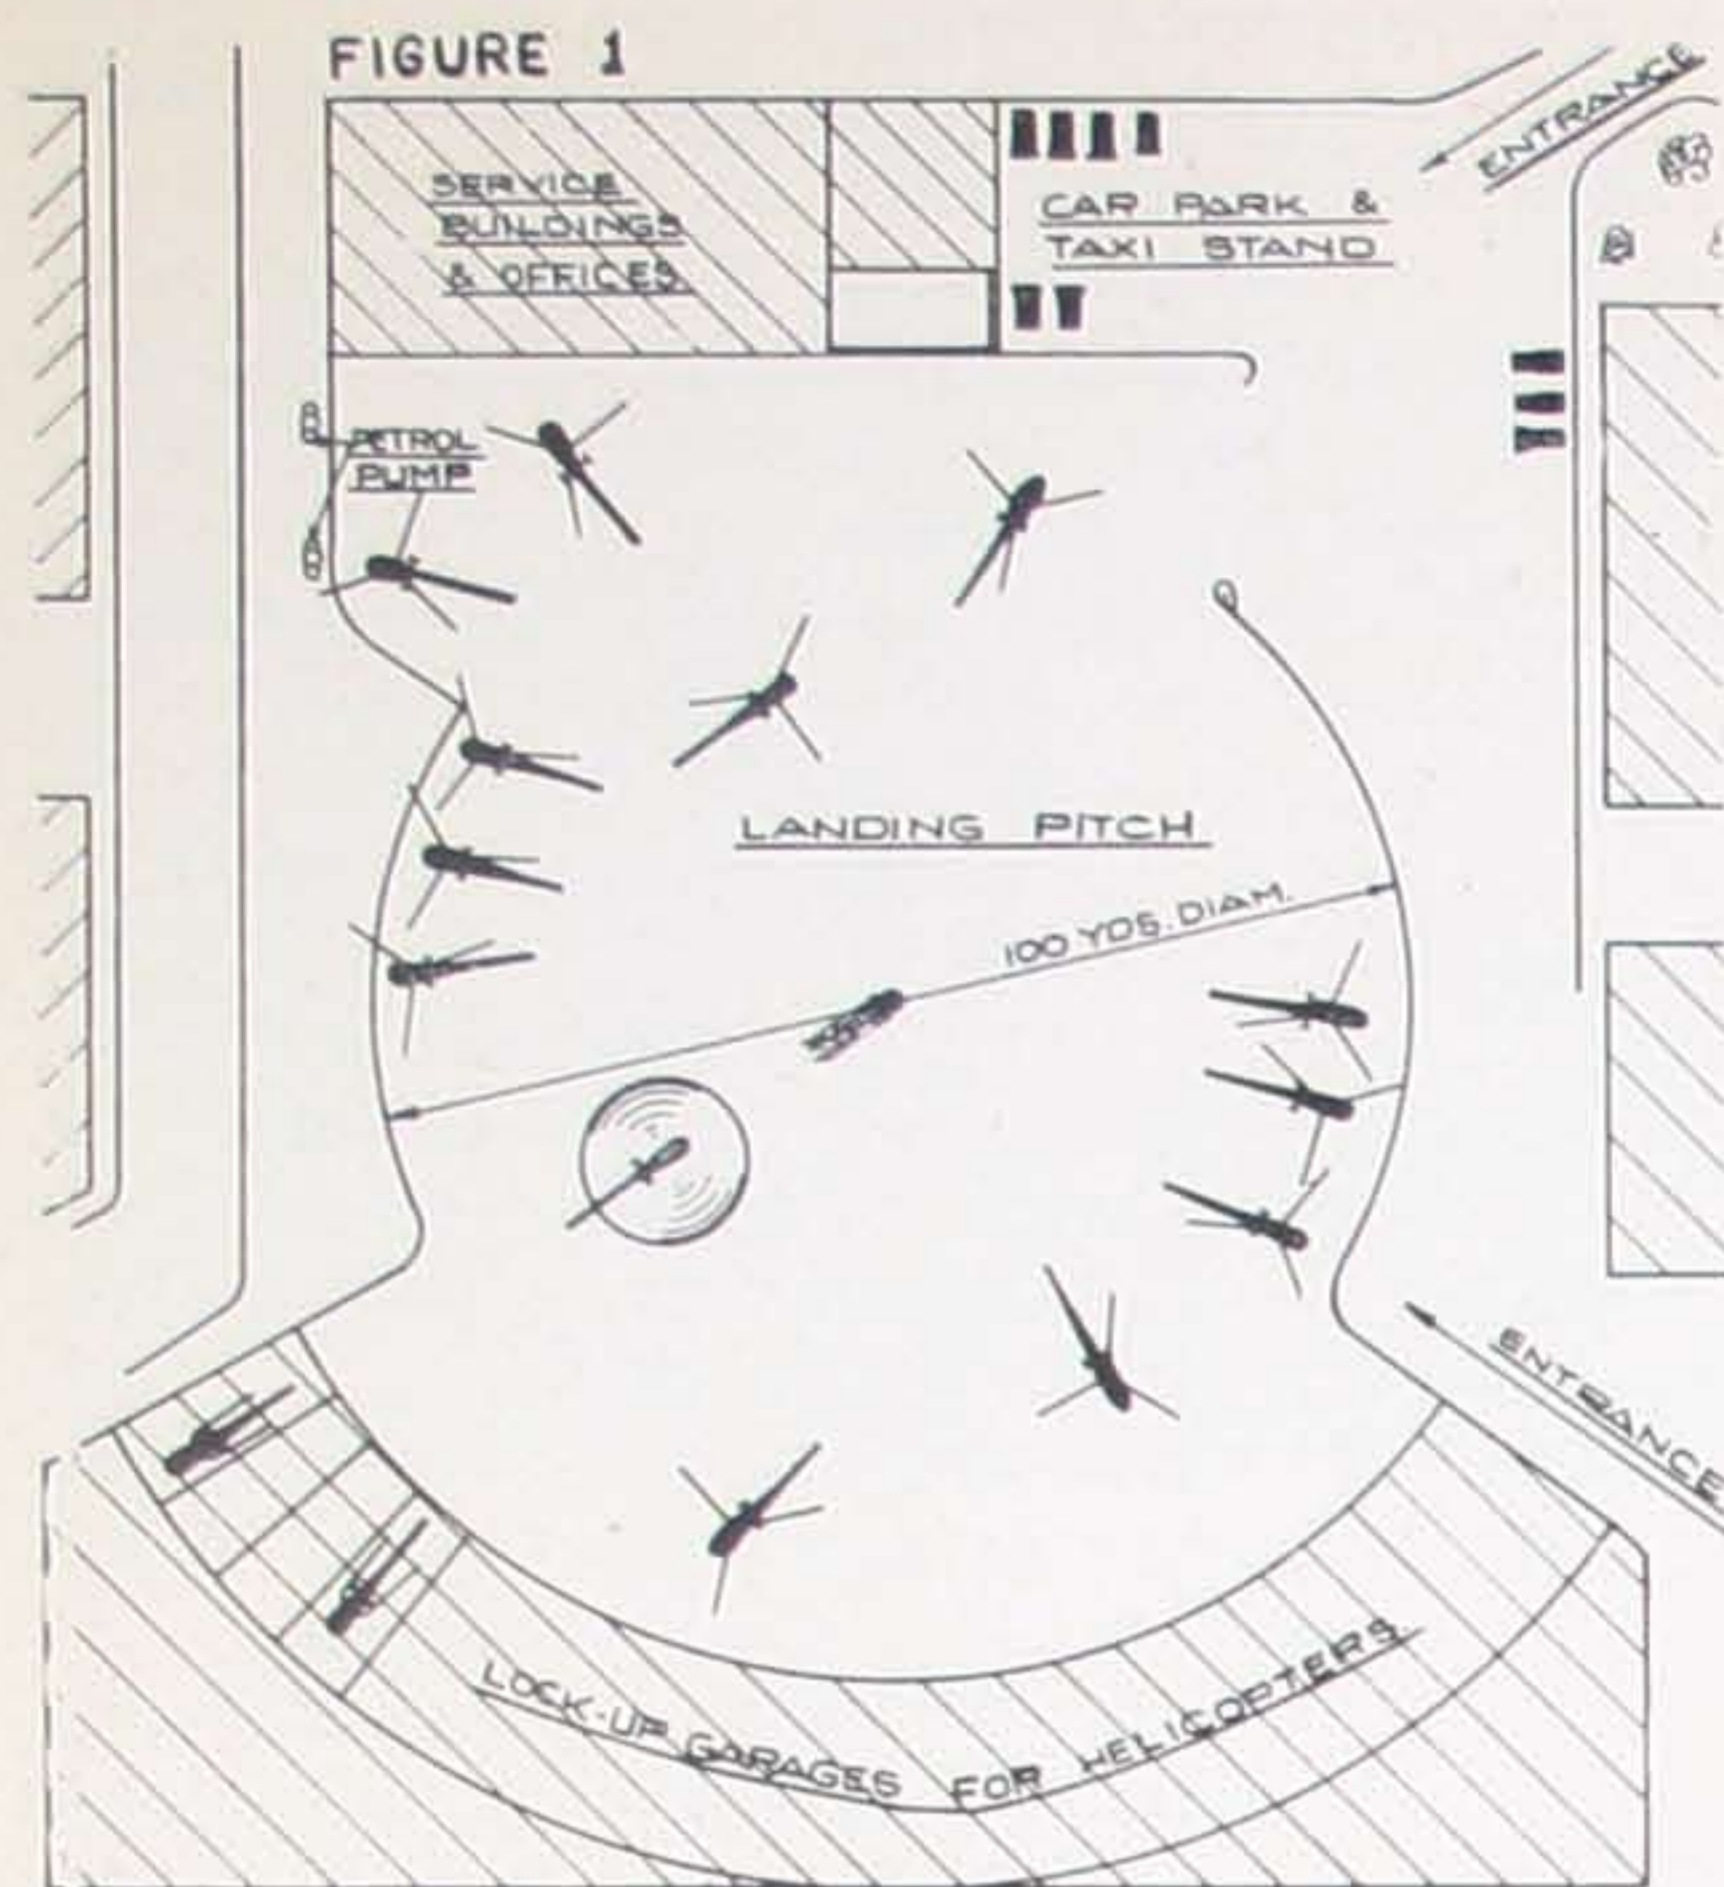 FIGURE 1
ENTRANCE
SERVICE
BUILDINGS
& OFFICES
CAR PARK &
TAXI STAND
PETROL
PUMP
LANDING PITCH
100 YDS. DIAM.
ENTRANCE
LOCK-UP GARAGES FOR HELICOPTERS